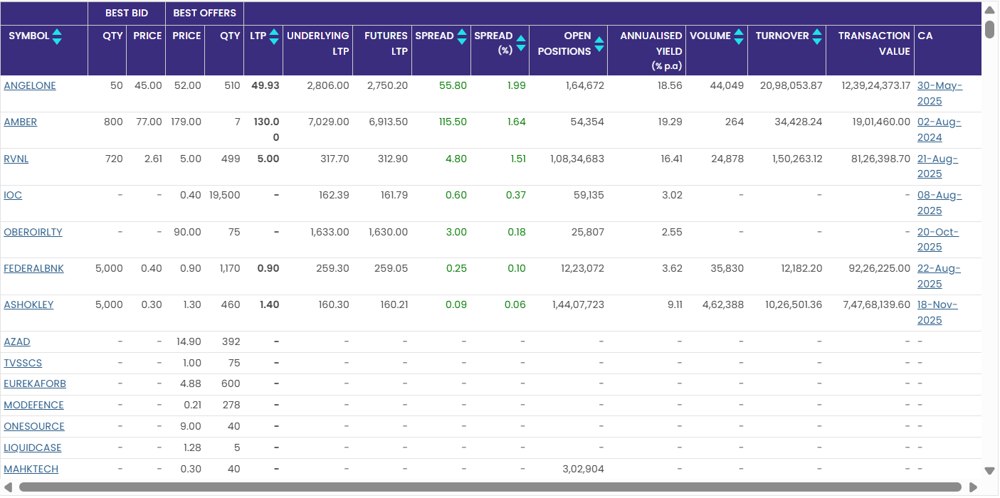 BEST BID BEST OFFERS
SYMBOL QTY PRICE PRICE QTY LTP UNDERLYING LTP FUTURES LTP SPREAD SPREAD (%) OPEN POSITIONS ANNUALISED YIELD (% p.a) VOLUME TURNOVER TRANSACTION VALUE CA
ANGELONE 50 45.00 52.00 510 49.93 2,806.00 2,750.20 55.80 1.99 1,64,672 18.56 44,049 20,98,053.87 12,39,24,373.17 30-May-2025
AMBER 800 77.00 179.00 7 130.00 7,029.00 6,913.50 115.50 1.64 54,354 19.29 264 34,428.24 19,01,460.00 02-Aug-2024
RVNL 720 2.61 5.00 499 5.00 317.70 312.90 4.80 1.51 1,08,34,683 16.41 24,878 1,50,263.12 81,26,398.70 21-Aug-2025
IOC - - 0.40 19,500 - 162.39 161.79 0.60 0.37 59,135 3.02 - - - 08-Aug-2025
OBEROIRLTY - - 90.00 75 - 1,633.00 1,630.00 3.00 0.18 25,807 2.55 - - - 20-Oct-2025
FEDERALBNK 5,000 0.40 0.90 1,170 0.90 259.30 259.05 0.25 0.10 12,23,072 3.62 35,830 12,182.20 92,26,225.00 22-Aug-2025
ASHOKLEY 5,000 0.30 1.30 460 1.40 160.30 160.21 0.09 0.06 1,44,07,723 9.11 4,62,388 10,26,501.36 7,47,68,139.60 18-Nov-2025
AZAD - - 14.90 392 - - - - - - - - - - -
TVSSCS - - 1.00 75 - - - - - - - - - - -
EUREKAFORB - - 4.88 600 - - - - - - - - - - -
MODEFENCE - - 0.21 278 - - - - - - - - - - -
ONESOURCE - - 9.00 40 - - - - - - - - - - -
LIQUIDCASE - - 1.28 5 - - - - - - - - - - -
MAHKTECH - - 0.30 40 - - - - - 3,02,904 - - - - -